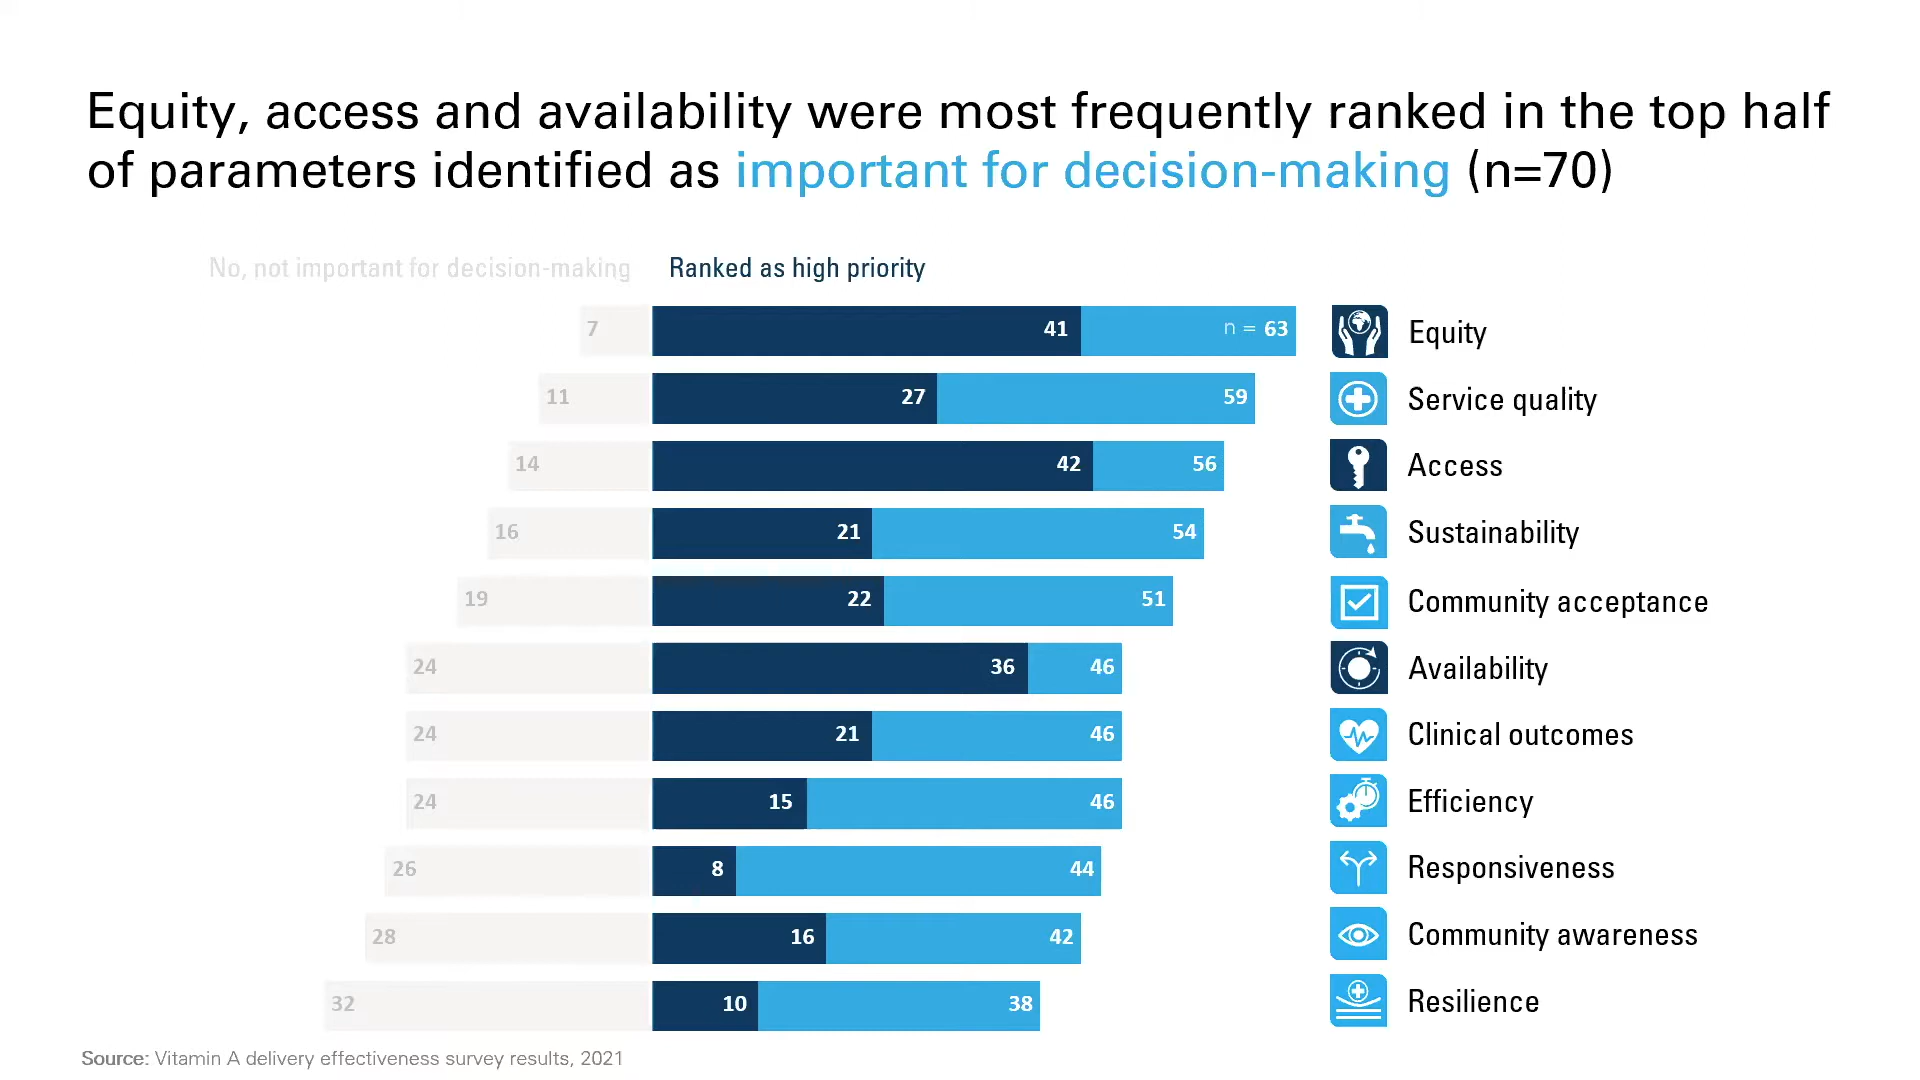 Equity, access and availability were most frequently ranked in the top half
of parameters identified as important for decision-making (n=70)
No, not important for decision-making Ranked as high priority
7 41 n = 63 Equity
11 27 59 Service quality
14 42 56 Access
16 21 54 Sustainability
19 22 51 Community acceptance
24 36 46 Availability
24 21 46 Clinical outcomes
24 15 46 Efficiency
26 8 44 Responsiveness
28 16 42 Community awareness
32 10 38 Resilience
Source: Vitamin A delivery effectiveness survey results, 2021